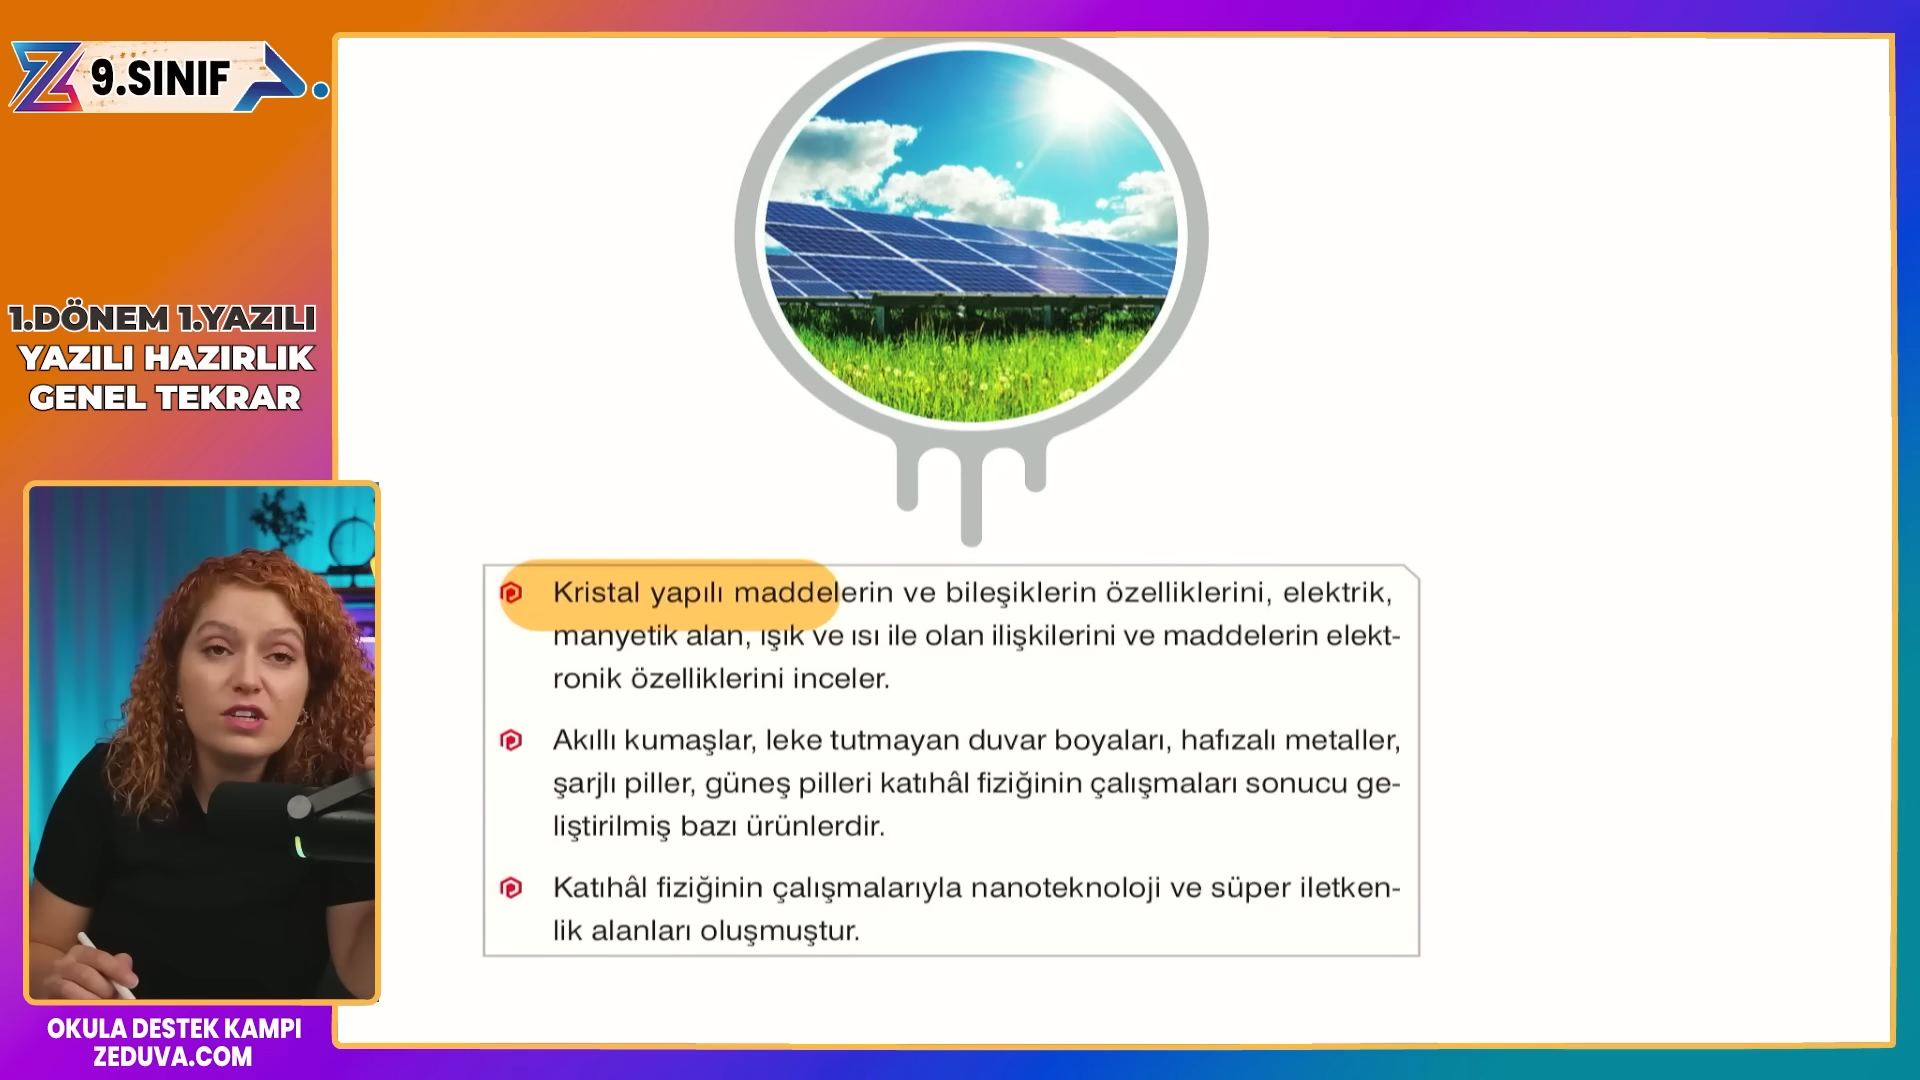 9.SINIF
1.DÖNEM 1.YAZILI
YAZILI HAZIRLIK
GENEL TEKRAR
Kristal yapılı maddelerin ve bileşiklerin özelliklerini, elektrik,
manyetik alan, ışık ve ısı ile olan ilişkilerini ve maddelerin elekt-
ronik özelliklerini inceler.
Akıllı kumaşlar, leke tutmayan duvar boyaları, hafızalı metaller,
şarjlı piller, güneş pilleri katıhâl fiziğinin çalışmaları sonucu ge-
liştirilmiş bazı ürünlerdir.
Katıhâl fiziğinin çalışmalarıyla nanoteknoloji ve süper iletken-
lik alanları oluşmuştur.
OKULA DESTEK KAMPI
ZEDUVA.COM